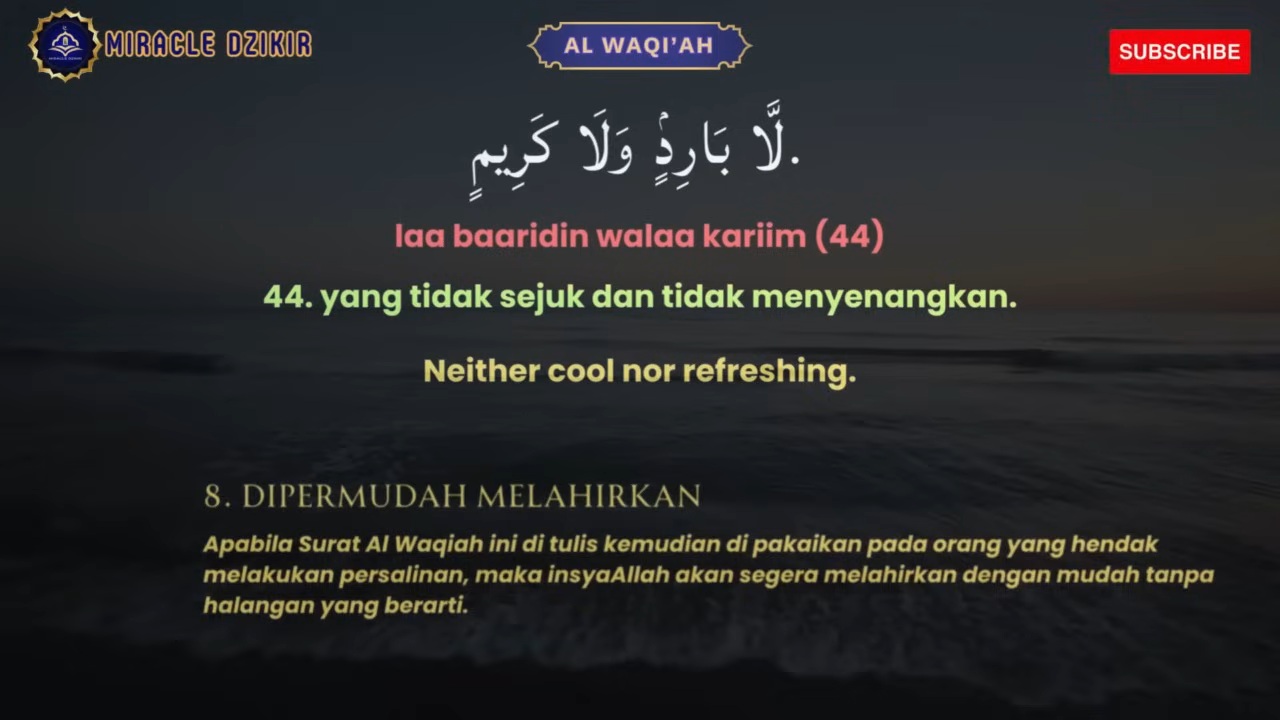 MIRACLE DZIKIR
AL WAQI'AH
SUBSCRIBE
لَّا بَارِدٍۢ وَلَا كَرِيمٍ.
laa baaridin walaa kariim (44)
44. yang tidak sejuk dan tidak menyenangkan.
Neither cool nor refreshing.
8. DIPERMUDAH MELAHIRKAN
Apabila Surat Al Waqiah ini di tulis kemudian di pakaikan pada orang yang hendak
melakukan persalinan, maka insyaAllah akan segera melahirkan dengan mudah tanpa
halangan yang berarti.